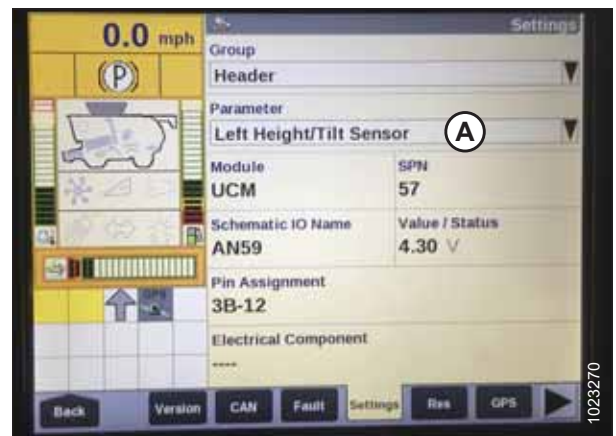 0.0 mph
(P)
Settings
Group
Header
Parameter
Left Height/Tilt Sensor
A
Module
UCM
SPN
57
Schematic IO Name
AN59
Value / Status
4.30 V
Pin Assignment
3B-12
Electrical Component
----
GPS
Back
Version
CAN
Fault
Settings
Res
GPS
1023270